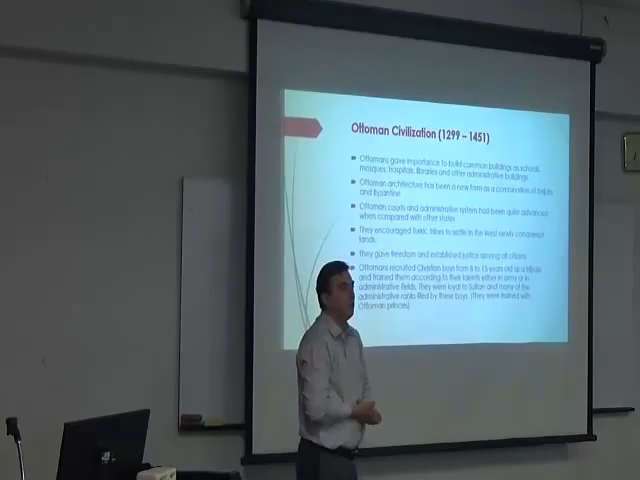 Ottoman Civilization (1299 – 1451)
Ottomans gave importance to build common buildings as schools,
mosques, hospitals, libraries and other administrative buildings
Ottoman architecture has been a new form as a combination of Seljuks
and Byzantine
Ottoman courts and administrative system had been quite advanced
when compared with other states
They encouraged Turkic tribes to settle in the West newly conquered
lands.
They gave freedom and established justice among all citizens
Ottomans recruited Christian boys from 8 to 15 years old as a tribute
and trained them according to their talents either in army or in
administrative fields. They were loyal to Sultan and many of the
administrative ranks filled by these boys. (They were trained with
Ottoman princes)